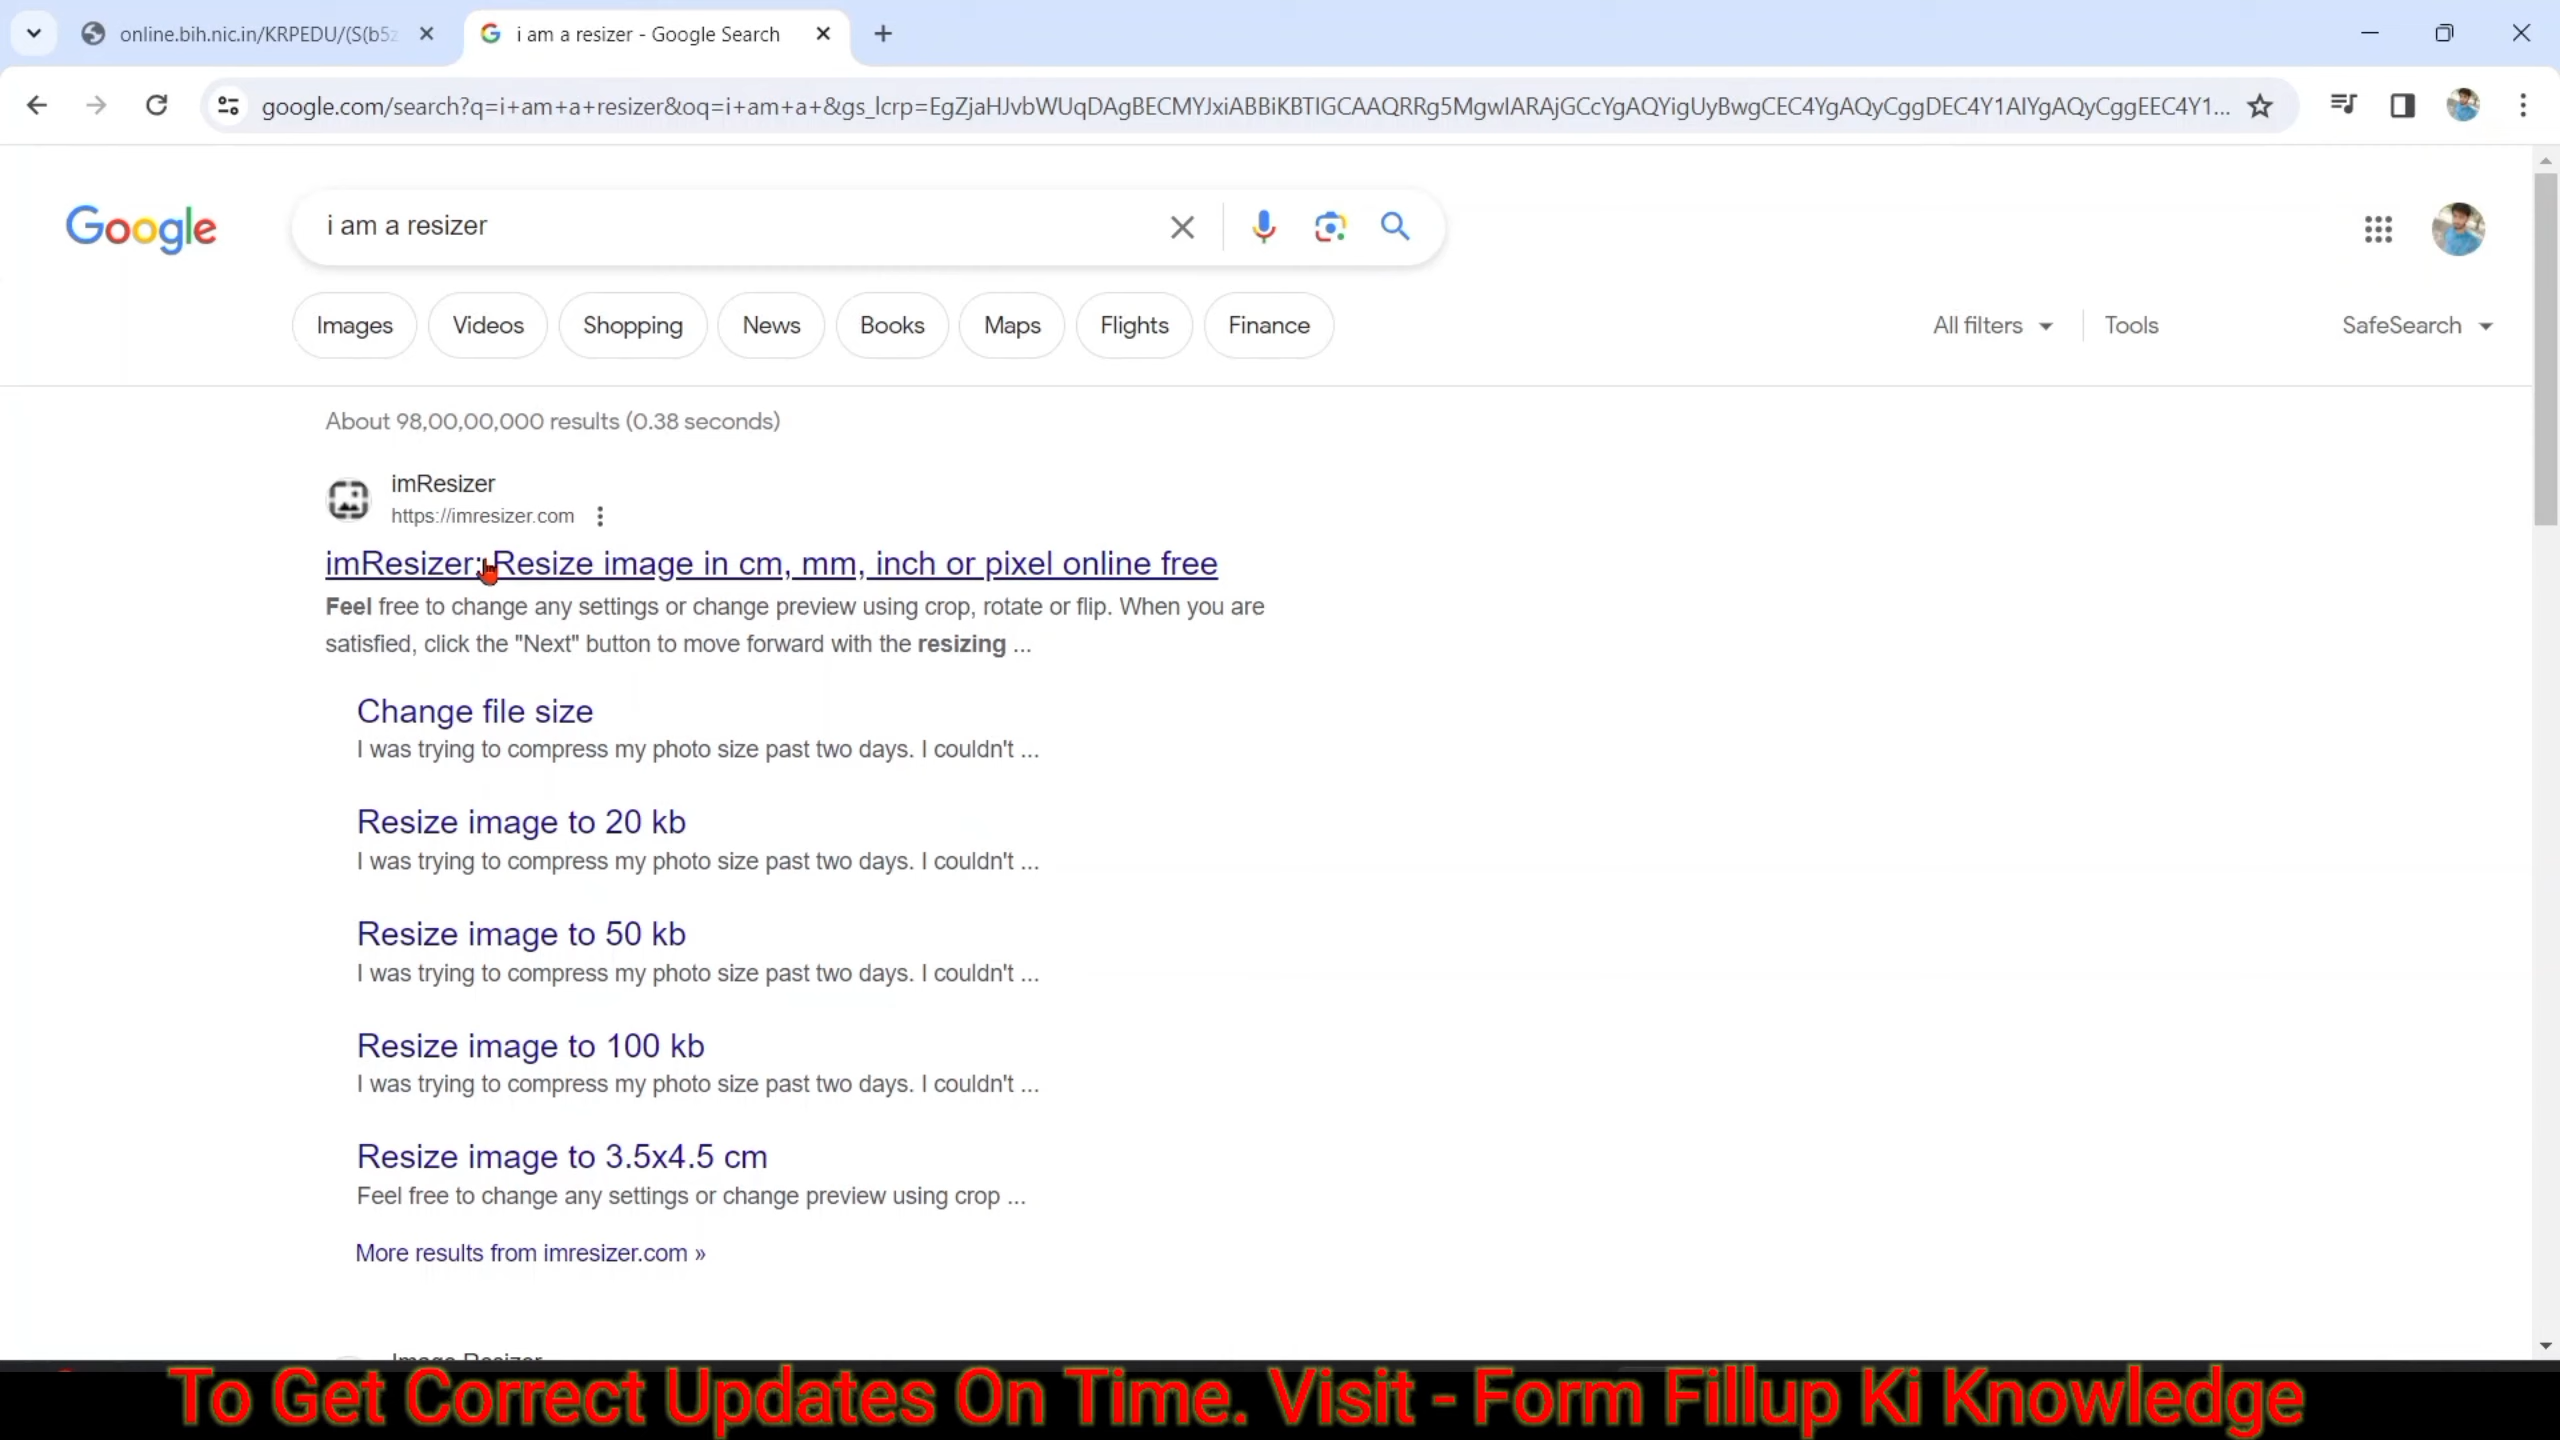 online.bih.nic.in/KRPEDU/(S(b5z
i am a resizer - Google Search
google.com/search?q=i+am+a+resizer&oq=i+am+a+&gs_lcrp=EgZjaHJvbWUqDAgBECMYJxiABBiKBTIGCAAQRRg5MgwIARAjGCcYgAQYigUyBwgCEC4YgAQyCggDEC4Y1AIYgAQyCggEEC4Y1...
Google
i am a resizer
Images
Videos
Shopping
News
Books
Maps
Flights
Finance
All filters
Tools
SafeSearch
About 98,00,00,000 results (0.38 seconds)
imResizer
https://imresizer.com
imResizer: Resize image in cm, mm, inch or pixel online free
Feel free to change any settings or change preview using crop, rotate or flip. When you are
satisfied, click the "Next" button to move forward with the resizing ...
Change file size
I was trying to compress my photo size past two days. I couldn't ...
Resize image to 20 kb
I was trying to compress my photo size past two days. I couldn't ...
Resize image to 50 kb
I was trying to compress my photo size past two days. I couldn't ...
Resize image to 100 kb
I was trying to compress my photo size past two days. I couldn't ...
Resize image to 3.5x4.5 cm
Feel free to change any settings or change preview using crop ...
More results from imresizer.com »
Image Resizer
To Get Correct Updates On Time. Visit - Form Fillup Ki Knowledge